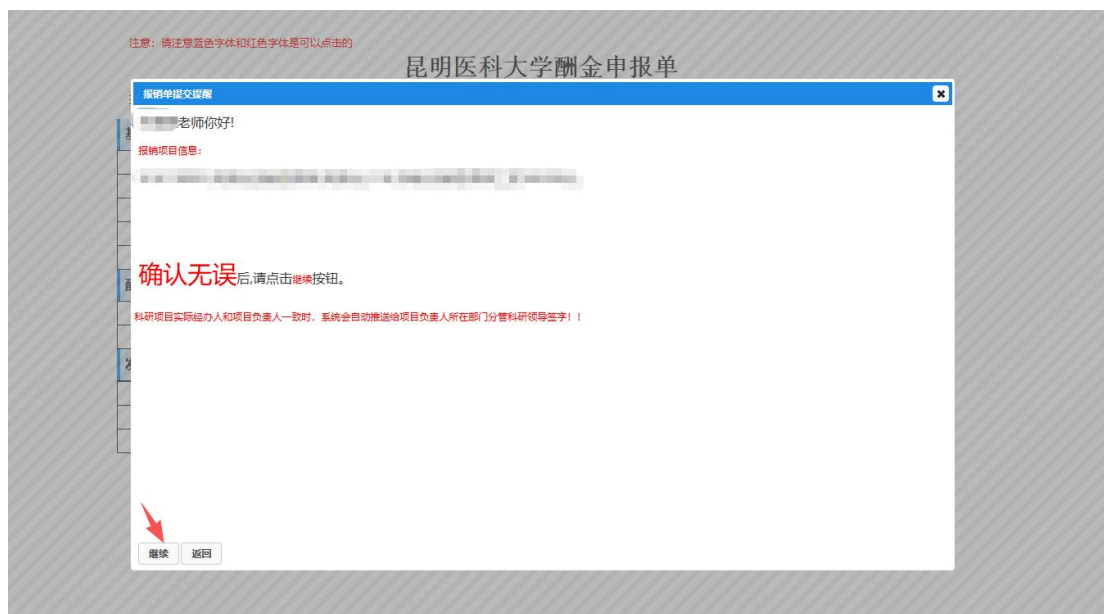 注意：请注意蓝色字体和红色字体是可以点击的
昆明医科大学酬金申报单
报销单提交提醒
老师你好!
报销项目信息：
确认无误后,请点击继续按钮。
科研项目实际经办人和项目负责人一致时，系统会自动推送给项目负责人所在部门分管科研领导签字！！
继续 返回